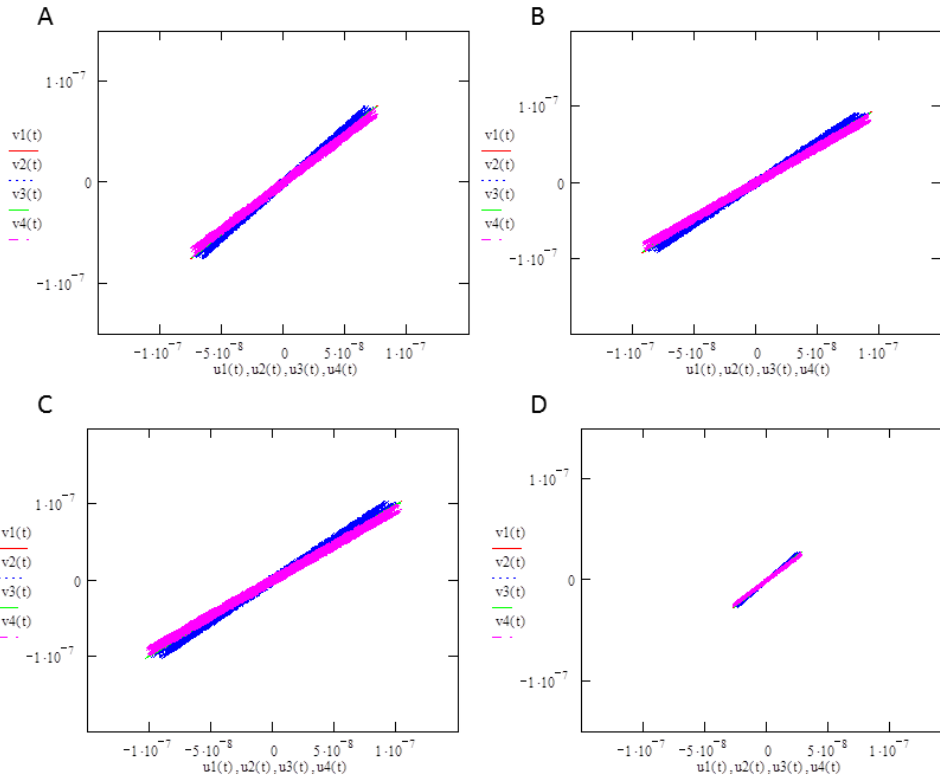 A
1·10⁻⁷
v1(t)
v2(t)
0
v3(t)
v4(t)
−1·10⁻⁷
−1·10⁻⁷ −5·10⁻⁸ 0 5·10⁻⁸ 1·10⁻⁷
u1(t),u2(t),u3(t),u4(t)
B
1·10⁻⁷
v1(t)
v2(t)
0
v3(t)
v4(t)
−1·10⁻⁷
−1·10⁻⁷ −5·10⁻⁸ 0 5·10⁻⁸ 1·10⁻⁷
u1(t),u2(t),u3(t),u4(t)
C
1·10⁻⁷
v1(t)
v2(t)
0
v3(t)
v4(t)
−1·10⁻⁷
−1·10⁻⁷ −5·10⁻⁸ 0 5·10⁻⁸ 1·10⁻⁷
u1(t),u2(t),u3(t),u4(t)
D
1·10⁻⁷
v1(t)
v2(t)
0
v3(t)
v4(t)
−1·10⁻⁷
−1·10⁻⁷ −5·10⁻⁸ 0 5·10⁻⁸ 1·10⁻⁷
u1(t),u2(t),u3(t),u4(t)